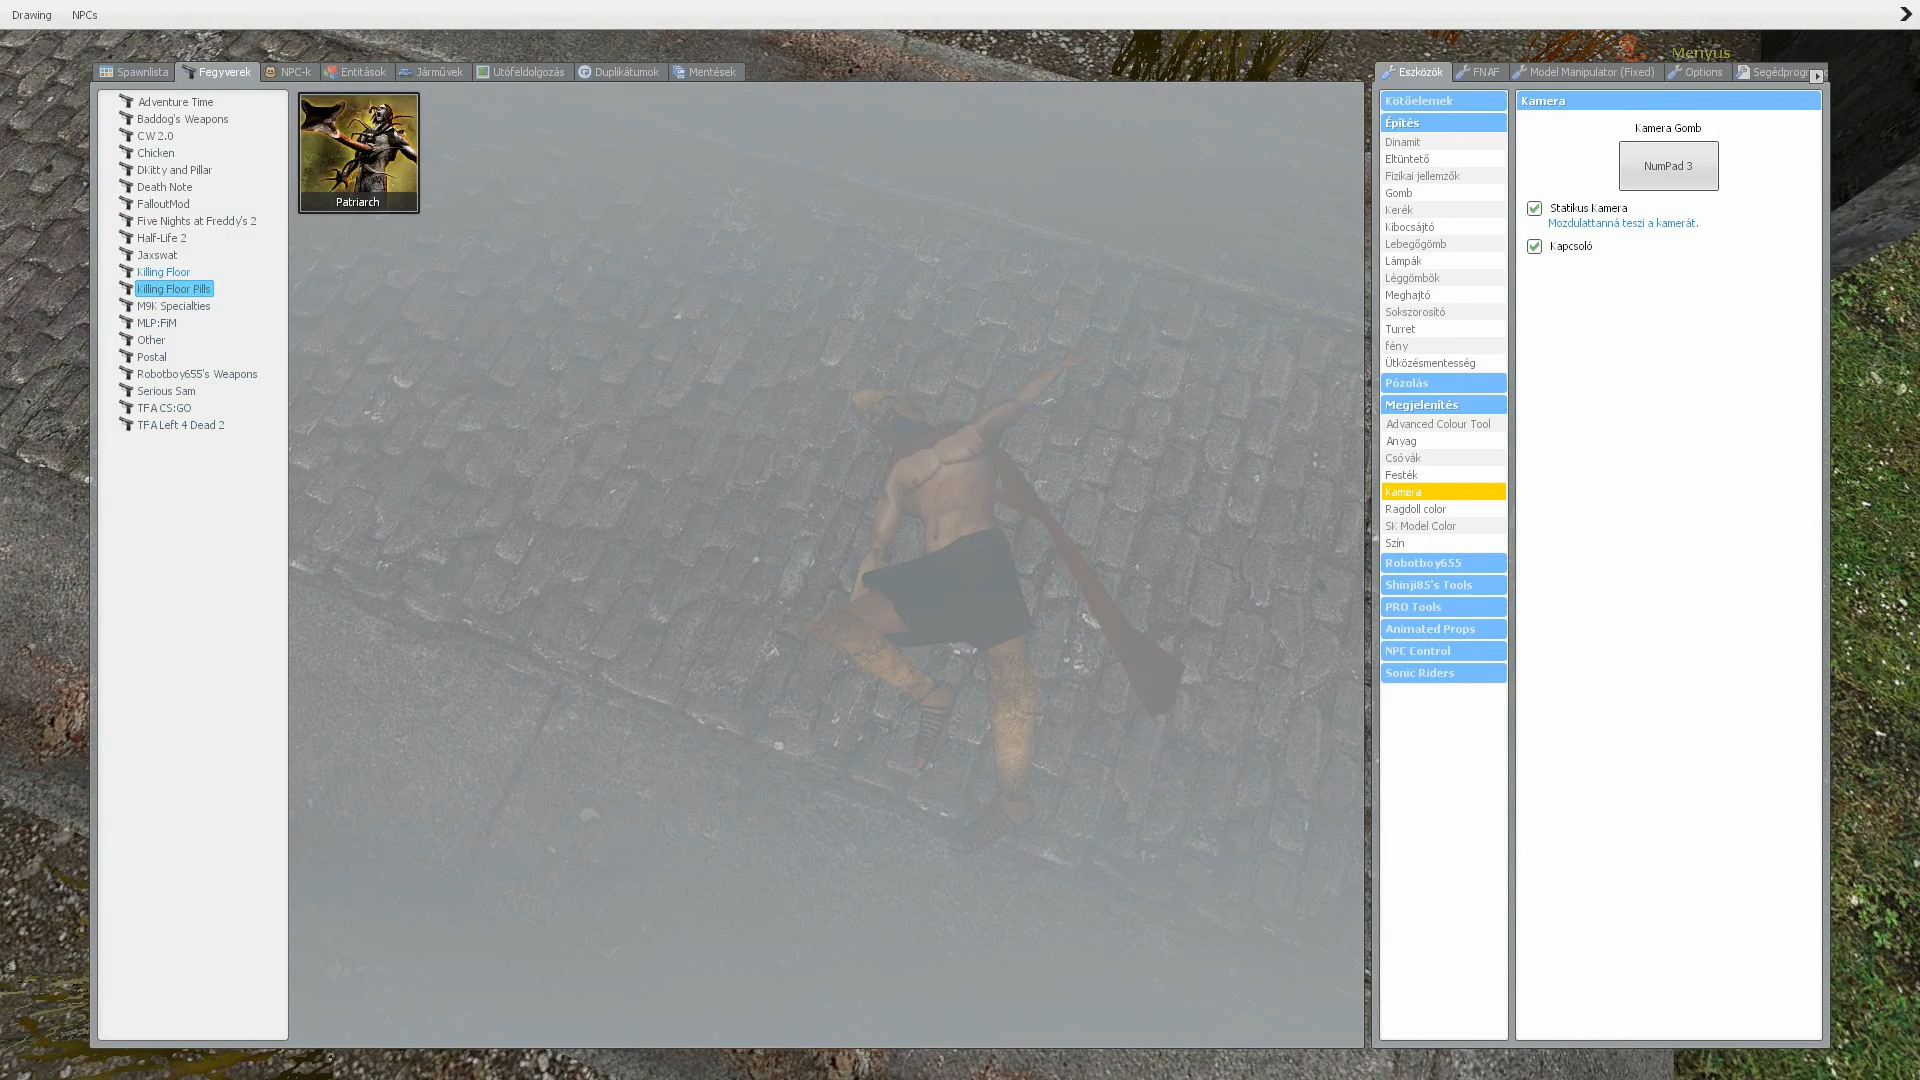 Drawing NPCs
Menyus
Spawnlista Fegyverek NPC-k Entitások Járművek Utófeldolgozás Duplikátumok Mentések
Adventure Time
Baddog's Weapons
CW 2.0
Chicken
DKitty and Pillar
Death Note
FalloutMod
Five Nights at Freddy's 2
Half-Life 2
Jaxswat
Killing Floor
Killing Floor Pills
M9K Specialties
MLP:FiM
Other
Postal
Robotboy655's Weapons
Serious Sam
TFA CS:GO
TFA Left 4 Dead 2
Patriarch
Eszközök FNAF Model Manipulator (Fixed) Options Segédprogr
Kötőelemek
Építés
Dinamit
Eltüntető
Fizikai jellemzők
Gomb
Kerék
Kibocsájtó
Lebegőgömb
Lámpák
Léggömbök
Meghajtó
Sokszorosító
Turret
fény
Ütközésmentesség
Pózolás
Megjelenítés
Advanced Colour Tool
Anyag
Csóvák
Festék
Kamera
Ragdoll color
SK Model Color
Szín
Robotboy655
Shinji85's Tools
PRO Tools
Animated Props
NPC Control
Sonic Riders
Kamera
Kamera Gomb
NumPad 3
Statikus Kamera
Mozdulattanná teszi a kamerát.
Kapcsoló